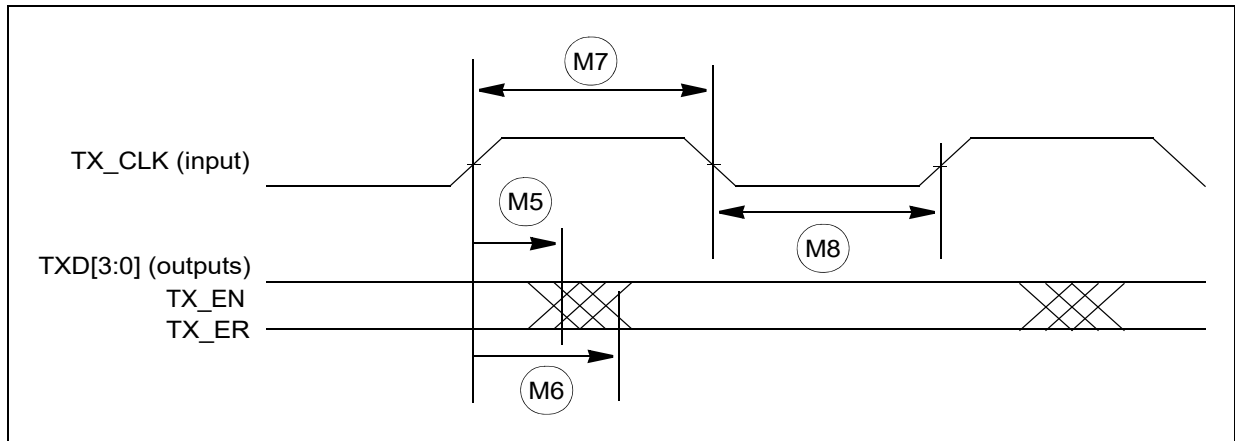 M7
TX_CLK (input)
M5
M8
TXD[3:0] (outputs)
TX_EN
TX_ER
M6